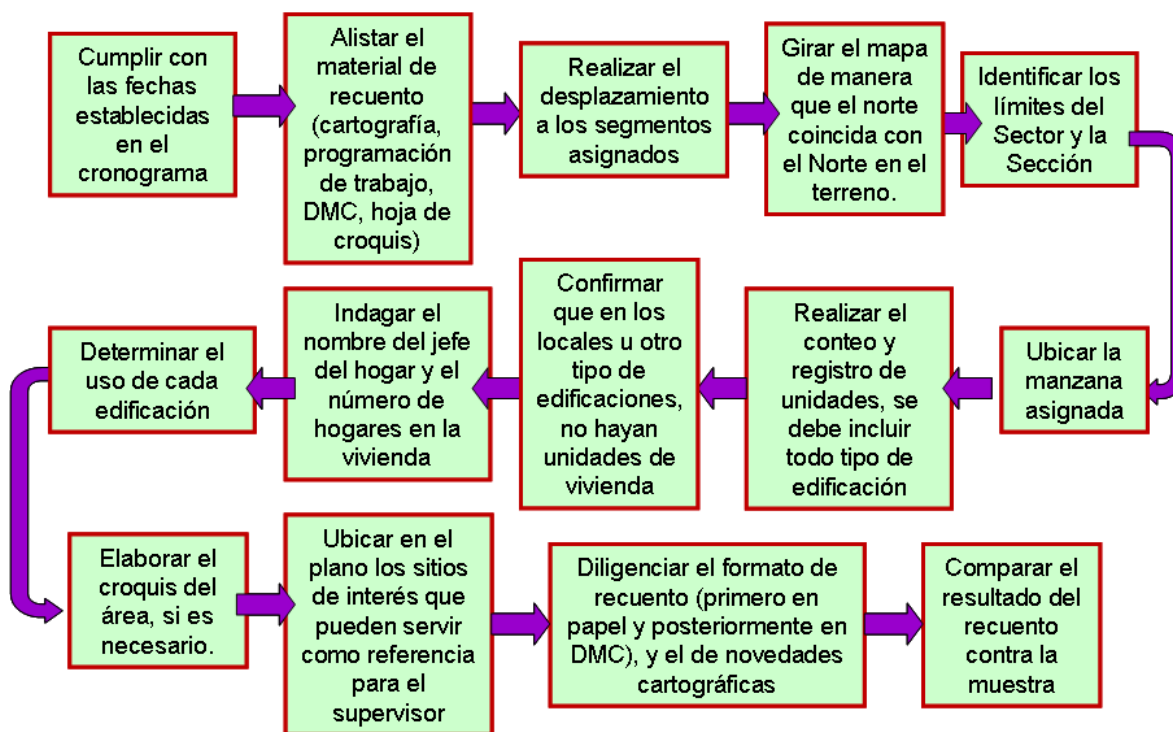 Cumplir con
las fechas
establecidas
en el
cronograma
Alistar el
material de
recuento
(cartografía,
programación
de trabajo,
DMC, hoja de
croquis)
Realizar el
desplazamiento
a los segmentos
asignados
Girar el mapa
de manera
que el norte
coincida con
el Norte en el
terreno.
Identificar los
límites del
Sector y la
Sección
Ubicar la
manzana
asignada
Realizar el
conteo y
registro de
unidades, se
debe incluir
todo tipo de
edificación
Confirmar
que en los
locales u otro
tipo de
edificaciones,
no hayan
unidades de
vivienda
Indagar el
nombre del jefe
del hogar y el
número de
hogares en la
vivienda
Determinar el
uso de cada
edificación
Elaborar el
croquis del
área, si es
necesario.
Ubicar en el
plano los sitios
de interés que
pueden servir
como referencia
para el
supervisor
Diligenciar el formato de
recuento (primero en
papel y posteriormente en
DMC), y el de novedades
cartográficas
Comparar el
resultado del
recuento
contra la
muestra